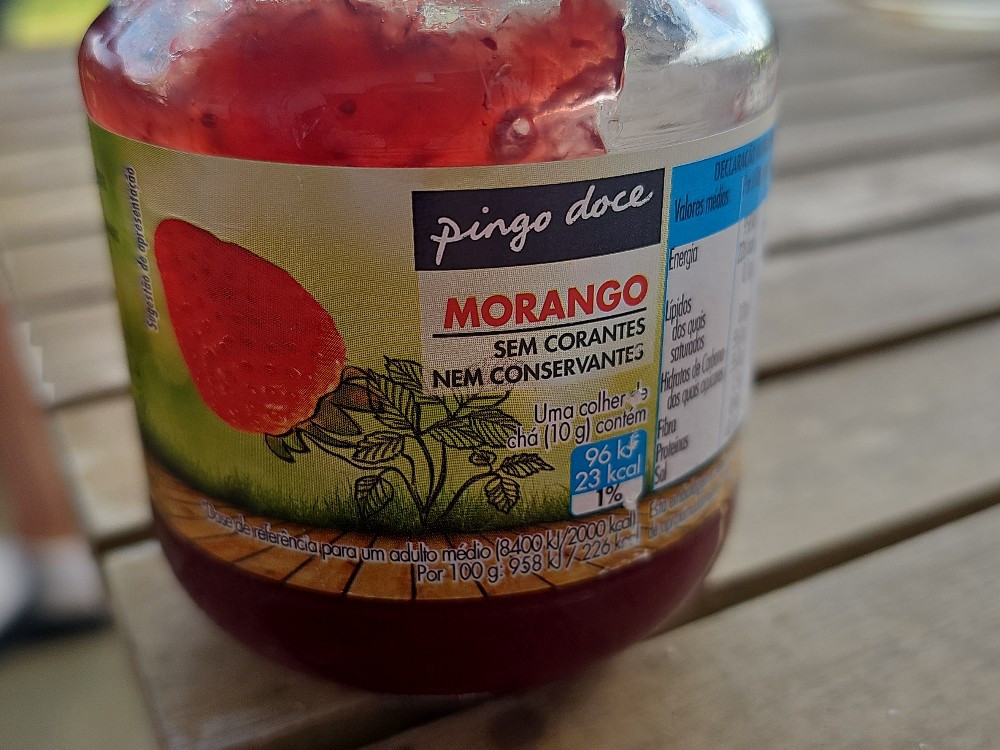 Sugestão de apresentação
pingo doce
MORANGO
SEM CORANTES
NEM CONSERVANTES
Uma colher de
chá (10 g) contém
96 kJ
23 kcal
1%
*Dose de referência para um adulto médio (8400 kJ/2000 kcal)
Por 100 g: 958 kJ / 226 kcal
DECLARAÇÃO
Valores médios
Energia
Lípidos
dos quais
saturados
Hidratos de Carbono
dos quais açúcares
Fibra
Proteínas
Sal